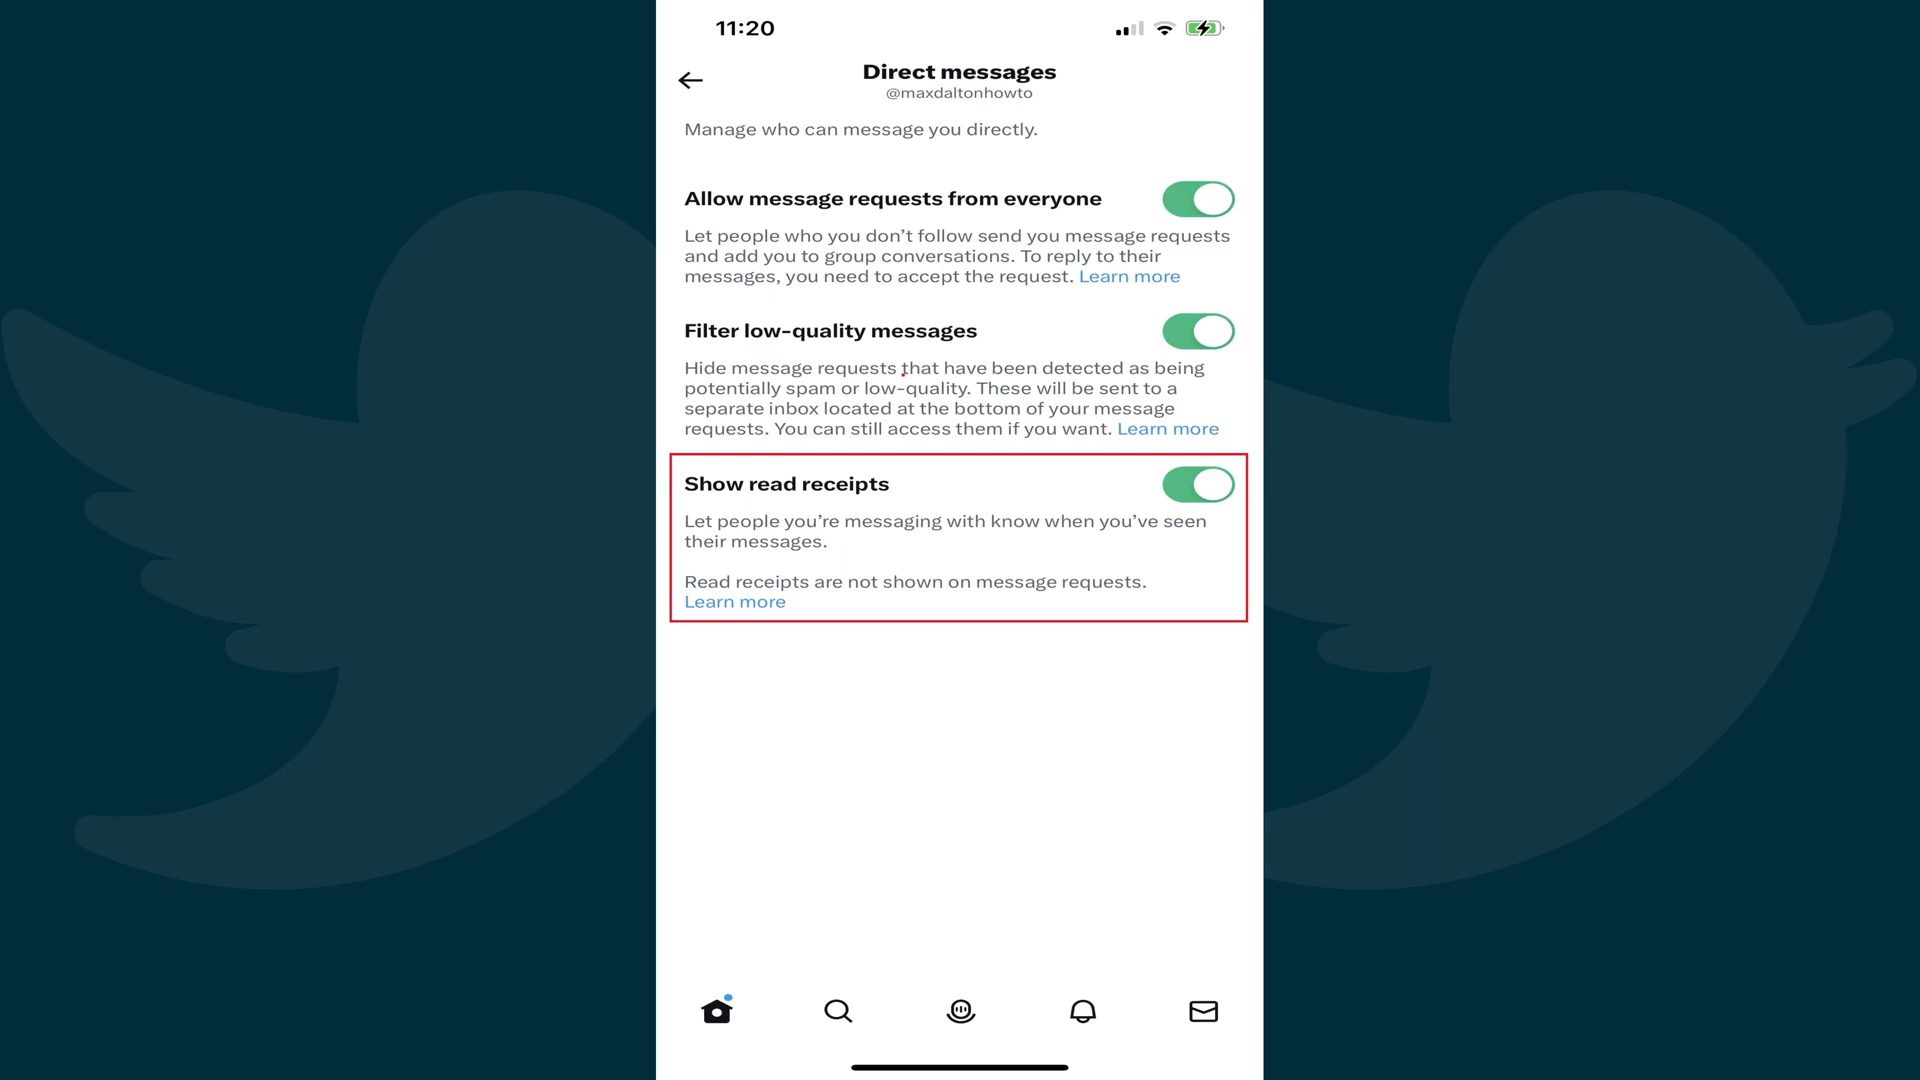 11:20
Direct messages
@maxdaltonhowto
Manage who can message you directly.
Allow message requests from everyone
Let people who you don’t follow send you message requests
and add you to group conversations. To reply to their
messages, you need to accept the request. Learn more
Filter low-quality messages
Hide message requests that have been detected as being
potentially spam or low-quality. These will be sent to a
separate inbox located at the bottom of your message
requests. You can still access them if you want. Learn more
Show read receipts
Let people you’re messaging with know when you’ve seen
their messages.
Read receipts are not shown on message requests.
Learn more